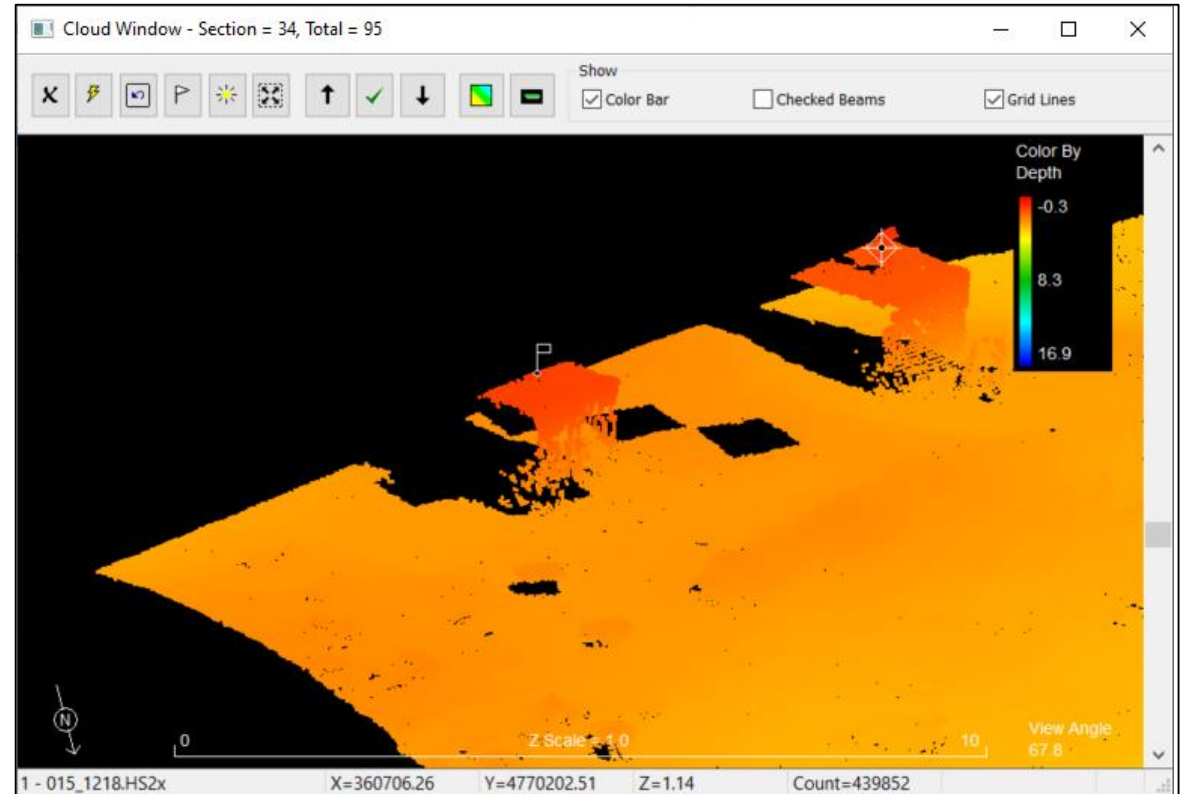 Cloud Window - Section = 34, Total = 95
Show
Color Bar
Checked Beams
Grid Lines
Color By
Depth
-0.3
8.3
16.9
N
0
Z Scale = 1.0
10
View Angle
67.8
1 - 015_1218.HS2x X=360706.26 Y=4770202.51 Z=1.14 Count=439852